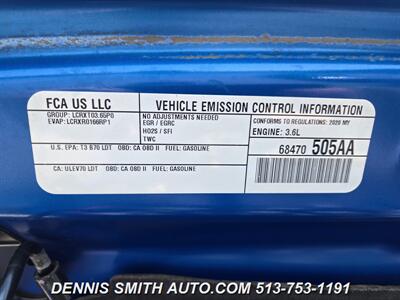 FCA US LLC
GROUP: LCRXT03.65P0
EVAP: LCRXR0166RP1
VEHICLE EMISSION CONTROL INFORMATION
NO ADJUSTMENTS NEEDED
EGR / EGRC
HO2S / SFI
TWC
CONFORMS TO REGULATIONS: 2020 MY
ENGINE: 3.6L
68470 505AA
U.S. EPA: T3 B70 LDT OBD: CA OBD II FUEL: GASOLINE
CA: ULEV70 LDT OBD: CA OBD II FUEL: GASOLINE
DENNIS SMITH AUTO.COM - 513-753-1191